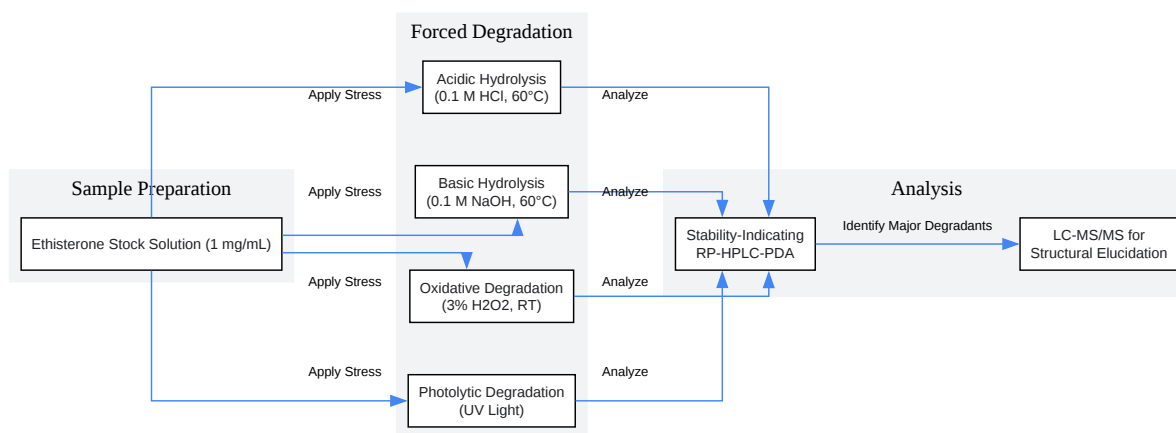 Forced Degradation
Acidic Hydrolysis
(0.1 M HCl, 60°C)
Apply Stress
Analyze
Sample Preparation
Basic Hydrolysis
(0.1 M NaOH, 60°C)
Apply Stress
Analyze
Analysis
Ethisterone Stock Solution (1 mg/mL)
Stability-Indicating
RP-HPLC-PDA
Identify Major Degradants
LC-MS/MS for
Structural Elucidation
Apply Stress
Oxidative Degradation
(3% H2O2, RT)
Analyze
Apply Stress
Photolytic Degradation
(UV Light)
Analyze